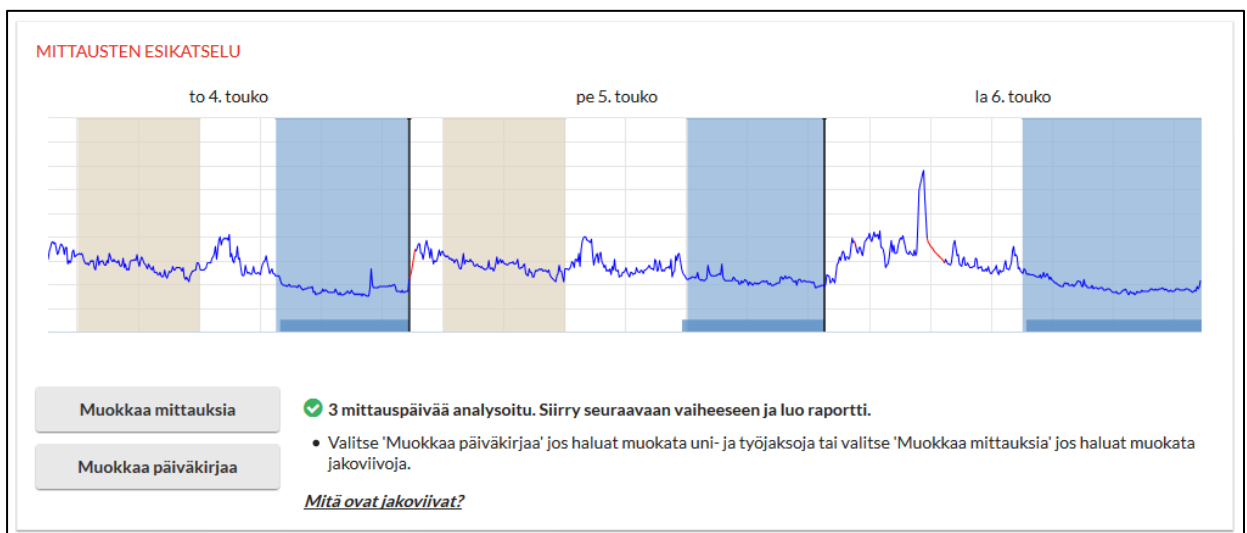 MITTAUSTEN ESIKATSELU
to 4. touko
pe 5. touko
la 6. touko
Muokkaa mittauksia
3 mittauspäivää analysoitu. Siirry seuraavaan vaiheeseen ja luo raportti.
• Valitse 'Muokkaa päiväkirjaa' jos haluat muokata uni- ja työjaksoja tai valitse 'Muokkaa mittauksia' jos haluat muokata
jakoviivoja.
Muokkaa päiväkirjaa
Mitä ovat jakoviivat?